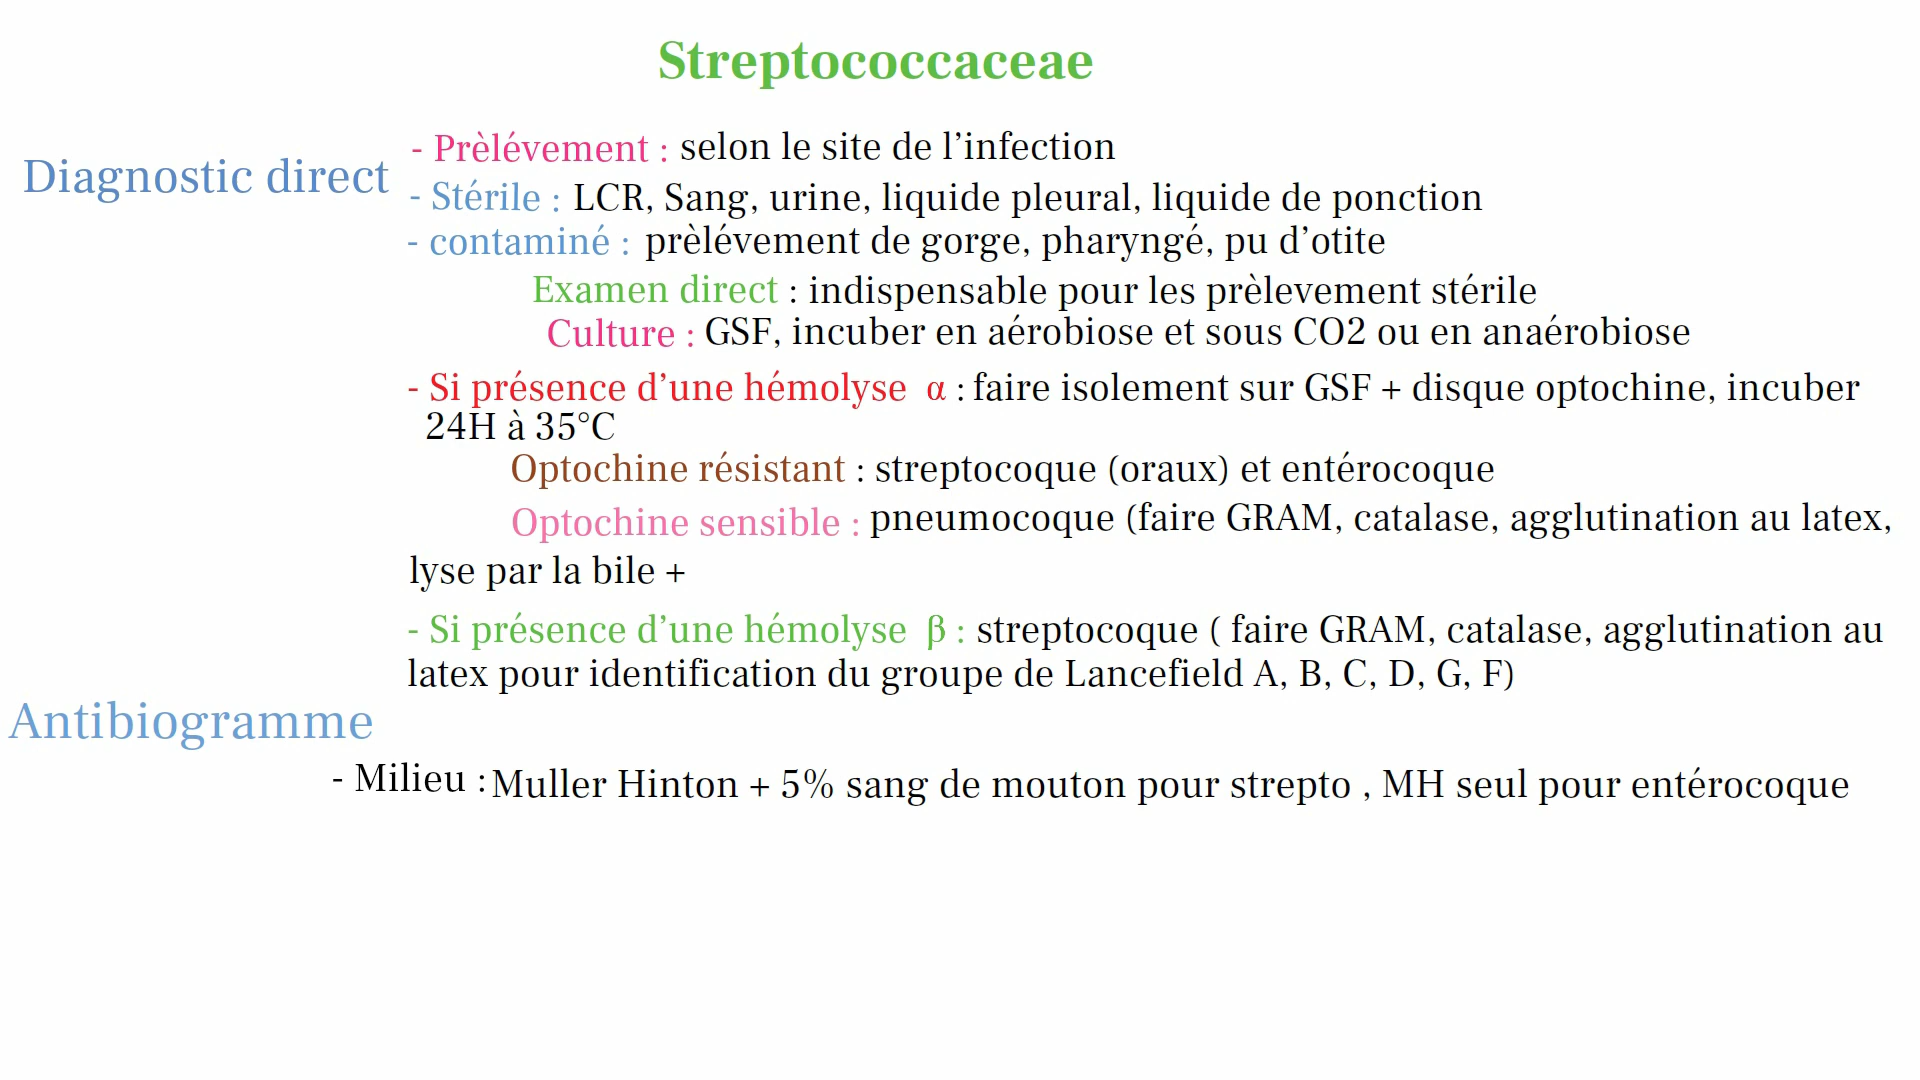 Streptococcaceae
Diagnostic direct
- Prèlévement : selon le site de l’infection
- Stérile : LCR, Sang, urine, liquide pleural, liquide de ponction
- contaminé : prèlévement de gorge, pharyngé, pu d’otite
Examen direct : indispensable pour les prèlevement stérile
Culture : GSF, incuber en aérobiose et sous CO2 ou en anaérobiose
- Si présence d’une hémolyse α : faire isolement sur GSF + disque optochine, incuber
24H à 35°C
Optochine résistant : streptocoque (oraux) et entérocoque
Optochine sensible : pneumocoque (faire GRAM, catalase, agglutination au latex,
lyse par la bile +
- Si présence d’une hémolyse β : streptocoque ( faire GRAM, catalase, agglutination au
latex pour identification du groupe de Lancefield A, B, C, D, G, F)
Antibiogramme
- Milieu : Muller Hinton + 5% sang de mouton pour strepto , MH seul pour entérocoque